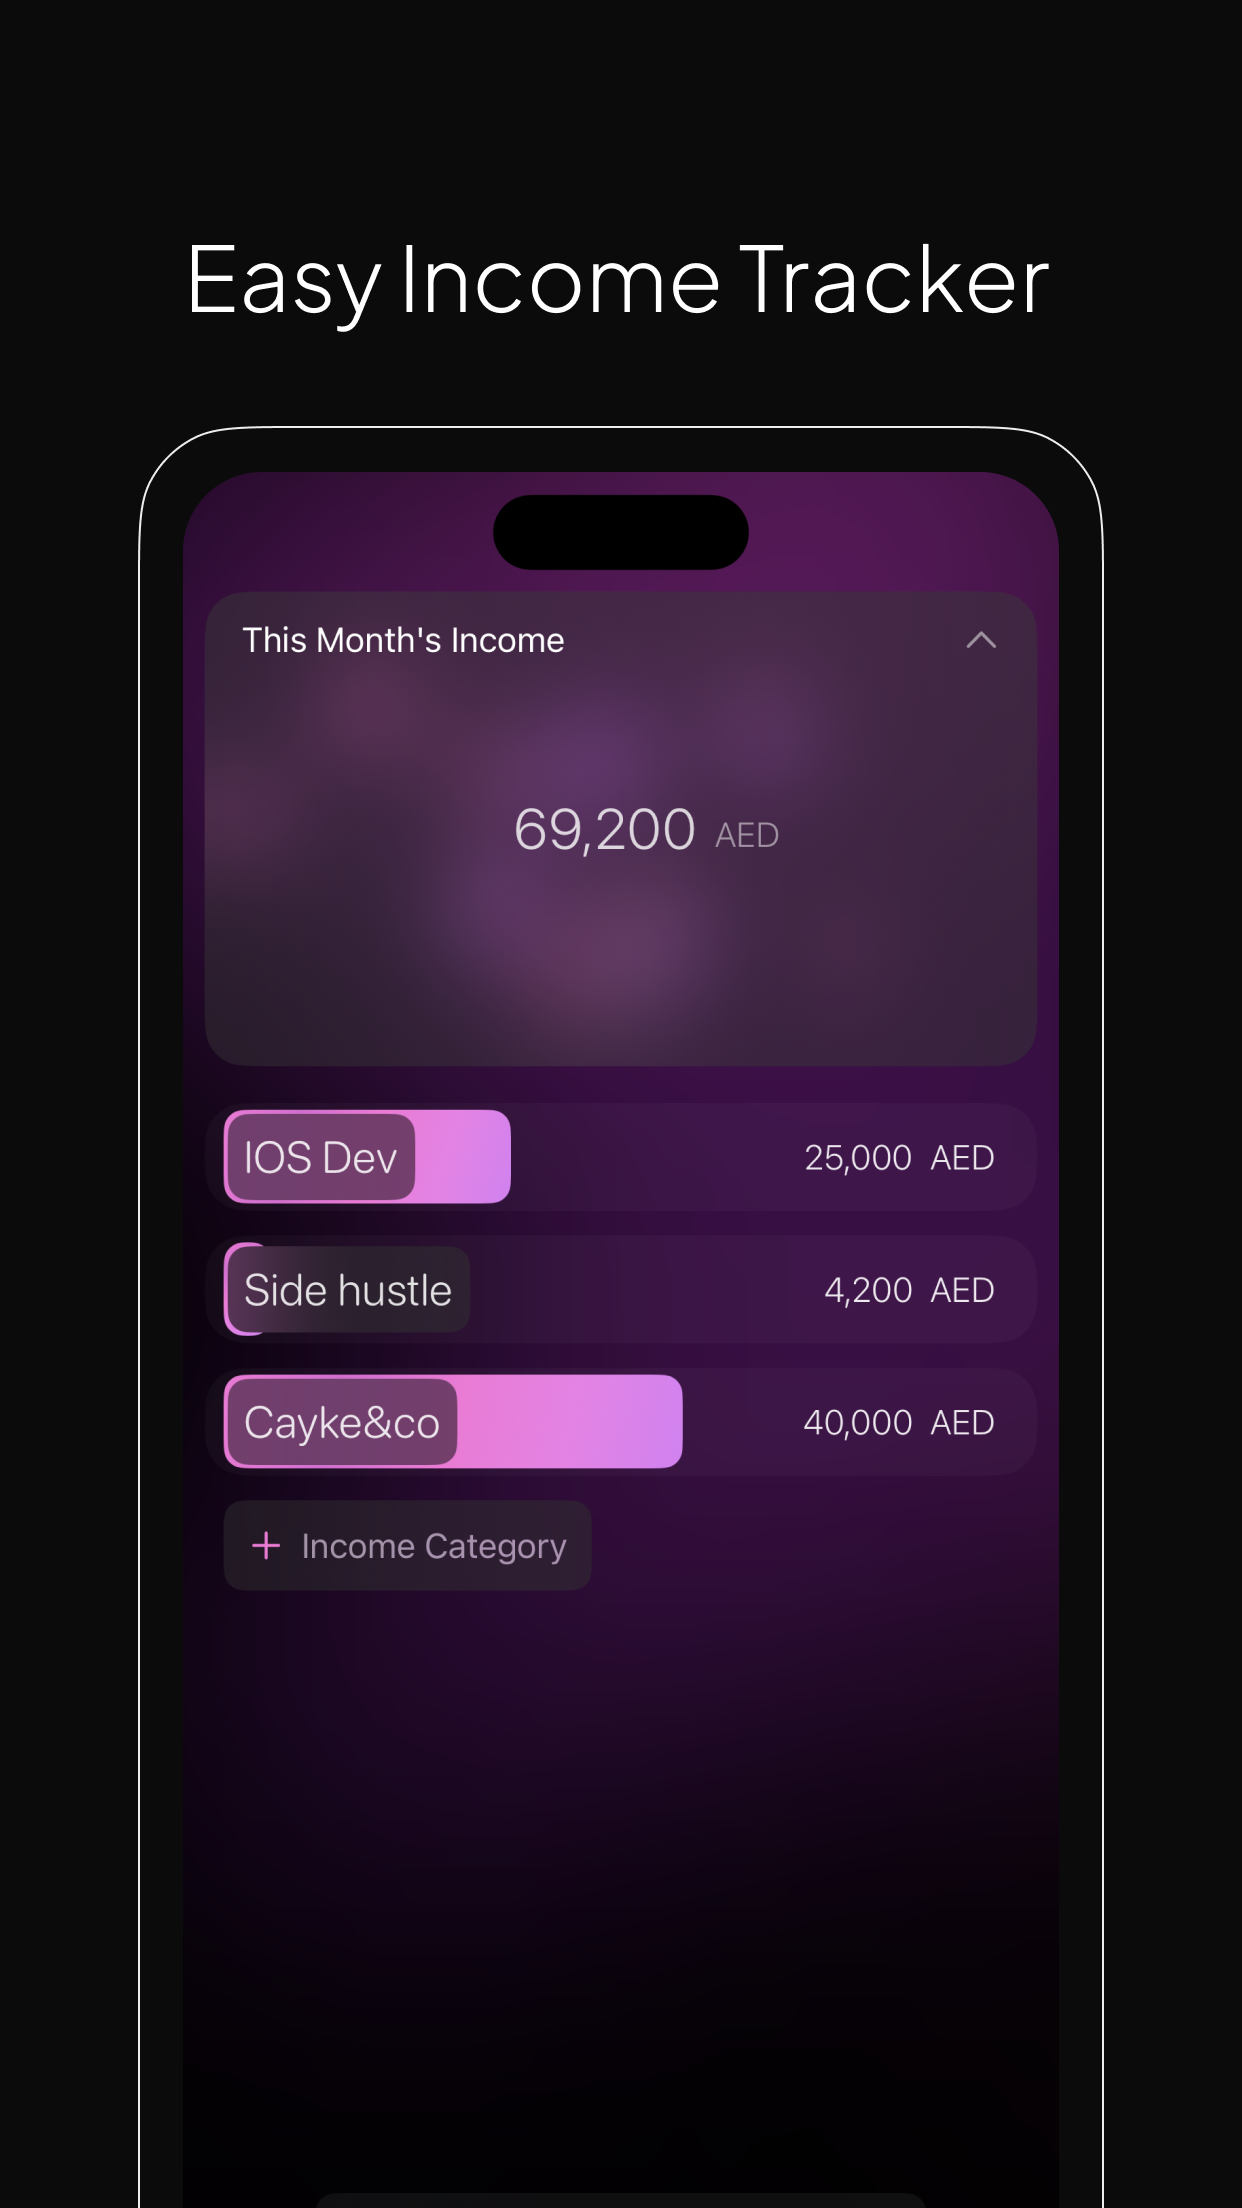 Easy Income Tracker
This Month's Income
69,200 AED
IOS Dev 25,000 AED
Side hustle 4,200 AED
Cayke&co 40,000 AED
+ Income Category